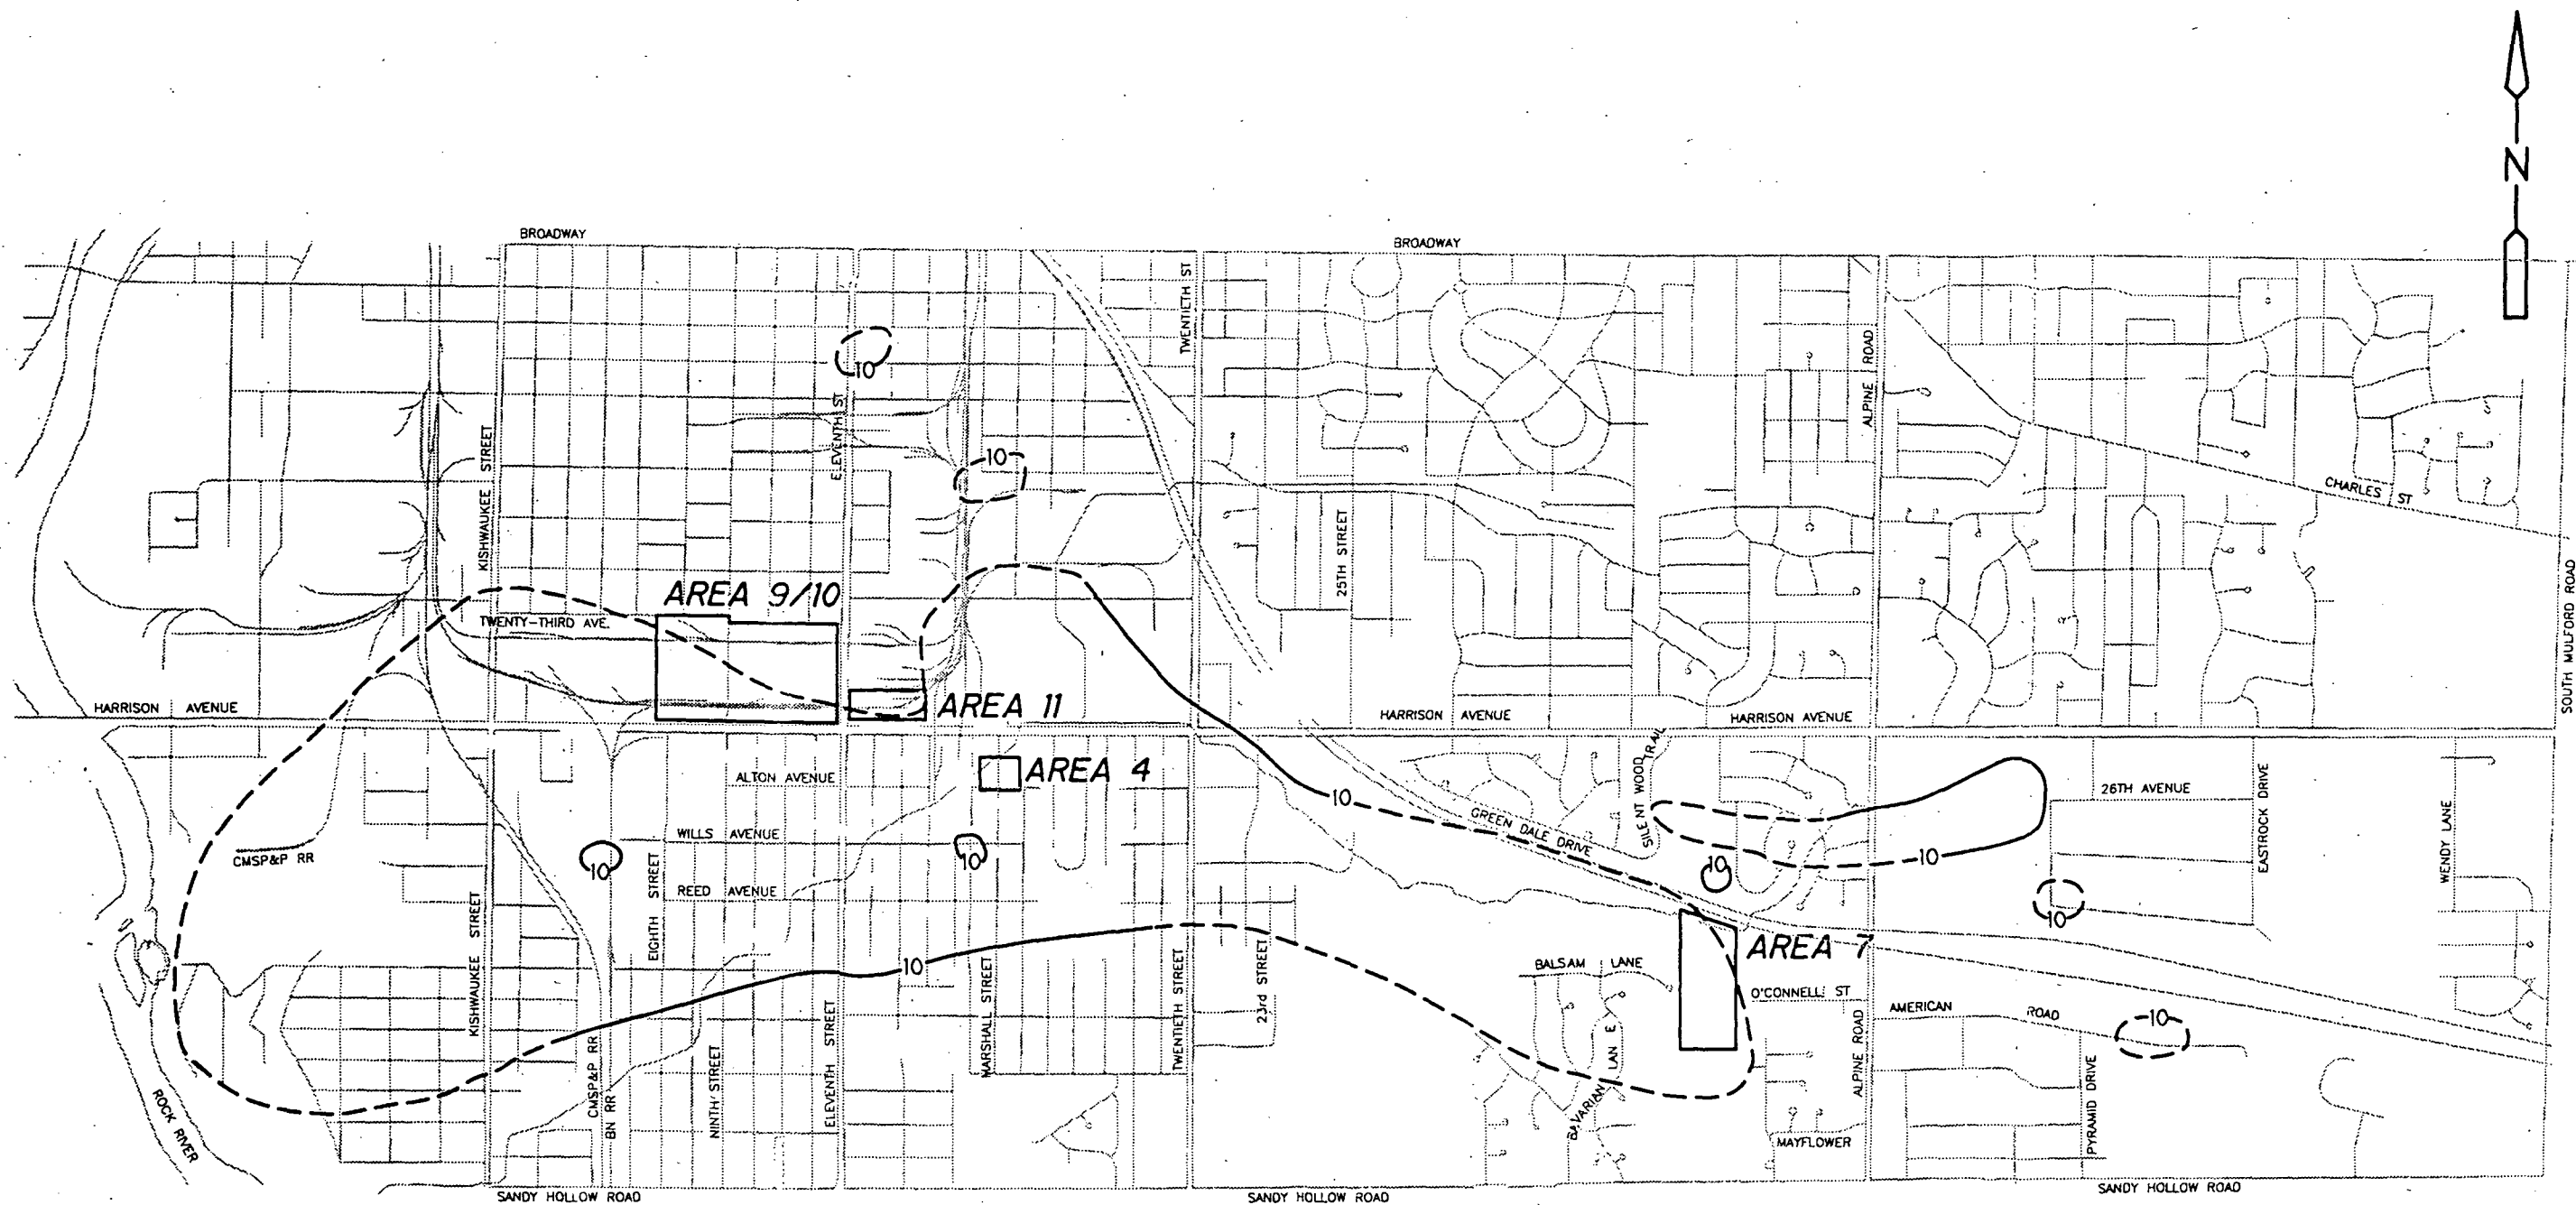 N
BROADWAY
BROADWAY
TWENTIETH ST
ALPINE ROAD
10
ELEVENTH ST
KISHWAUKEE STREET
10
CHARLES ST
25TH STREET
SOUTH MULFORD ROAD
AREA 9/10
TWENTY-THIRD AVE.
HARRISON AVENUE
AREA 11
HARRISON AVENUE
HARRISON AVENUE
SILENT WOOD TRAIL
AREA 4
ALTON AVENUE
26TH AVENUE
EASTROCK DRIVE
WENDY LANE
10
GREEN DALE DRIVE
WILLS AVENUE
CMSP&P RR
10
10
10
10
EIGHTH STREET
REED AVENUE
KISHWAUKEE STREET
10
AREA 7
23rd STREET
10
BALSAM LANE
MARSHALL STREET
TWENTIETH STREET
O'CONNELL ST
AMERICAN ROAD
10
ELEVENTH STREET
NINTH STREET
CMSP&P RR
BN RR
BAVARIAN LANE
ALPINE ROAD
PYRAMID DRIVE
ROCK RIVER
MAYFLOWER
SANDY HOLLOW ROAD
SANDY HOLLOW ROAD
SANDY HOLLOW ROAD